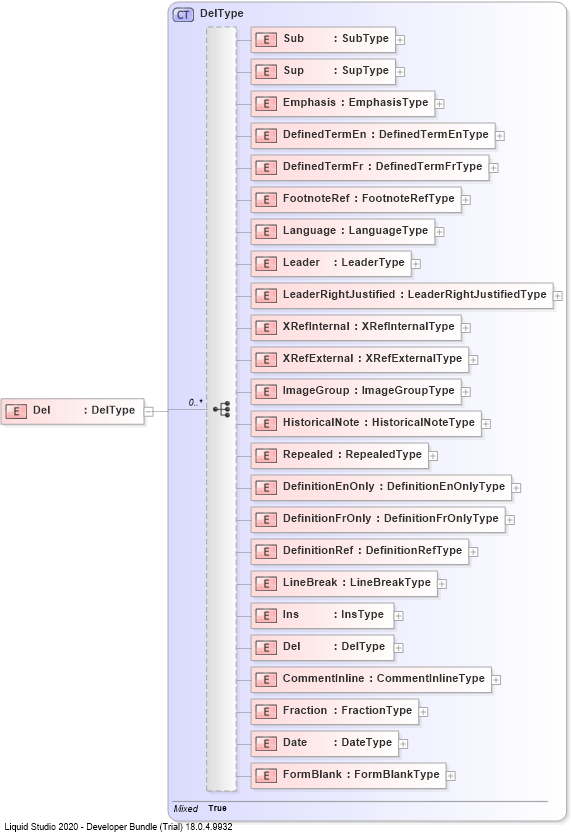 CT DelType
E Sub : SubType
E Sup : SupType
E Emphasis : EmphasisType
E DefinedTermEn : DefinedTermEnType
E DefinedTermFr : DefinedTermFrType
E FootnoteRef : FootnoteRefType
E Language : LanguageType
E Leader : LeaderType
E LeaderRightJustified : LeaderRightJustifiedType
E XRefInternal : XRefInternalType
E XRefExternal : XRefExternalType
E ImageGroup : ImageGroupType
E Del : DelType
0..*
E HistoricalNote : HistoricalNoteType
E Repealed : RepealedType
E DefinitionEnOnly : DefinitionEnOnlyType
E DefinitionFrOnly : DefinitionFrOnlyType
E DefinitionRef : DefinitionRefType
E LineBreak : LineBreakType
E Ins : InsType
E Del : DelType
E CommentInline : CommentInlineType
E Fraction : FractionType
E Date : DateType
E FormBlank : FormBlankType
Mixed True
Liquid Studio 2020 - Developer Bundle (Trial) 18.0.4.9932